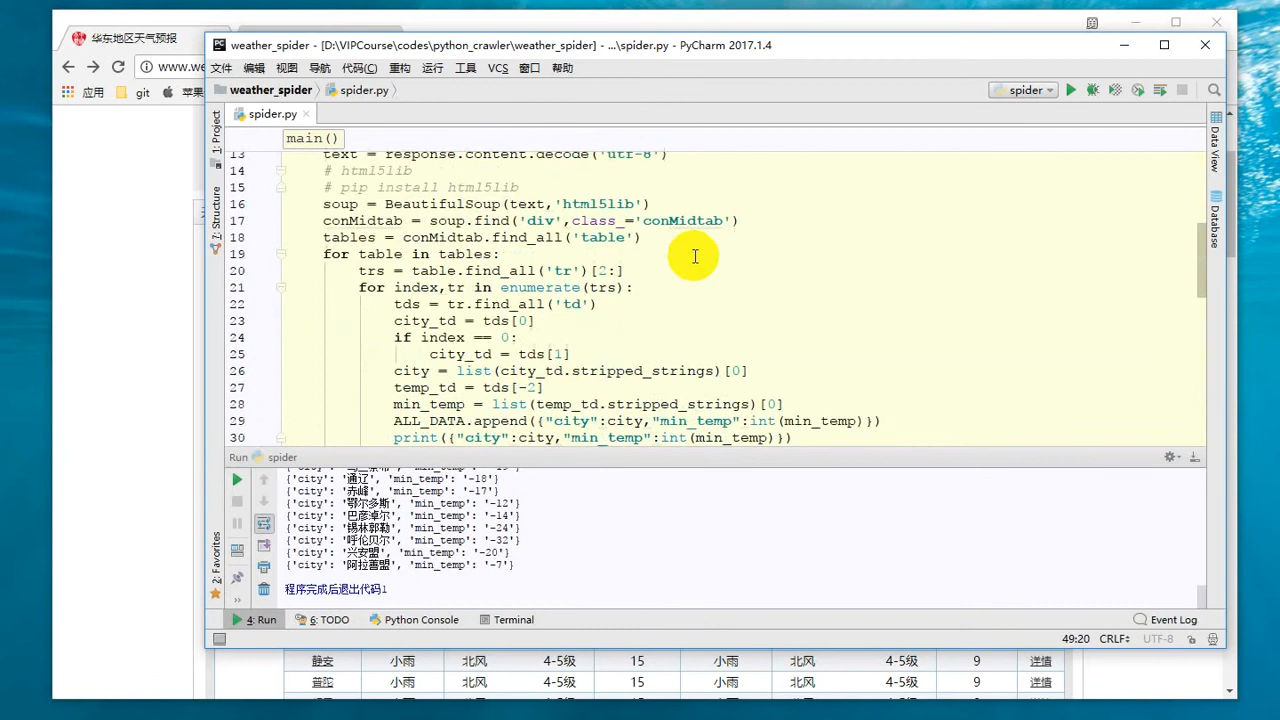 华东地区天气预报
weather_spider - [D:\VIPCourse\codes\python_crawler\weather_spider] - ...\spider.py - PyCharm 2017.1.4
www.we
文件 编辑 视图 导航 代码(C) 重构 运行 工具 VCS 窗口 帮助
应用 git 苹果
weather_spider spider.py
spider
spider.py
main()
13 text = response.content.decode('utf-8')
14 # html5lib
15 # pip install html5lib
16 soup = BeautifulSoup(text,'html5lib')
17 conMidtab = soup.find('div',class_='conMidtab')
18 tables = conMidtab.find_all('table')
19 for table in tables:
20 trs = table.find_all('tr')[2:]
21 for index,tr in enumerate(trs):
22 tds = tr.find_all('td')
23 city_td = tds[0]
24 if index == 0:
25 city_td = tds[1]
26 city = list(city_td.stripped_strings)[0]
27 temp_td = tds[-2]
28 min_temp = list(temp_td.stripped_strings)[0]
29 ALL_DATA.append({"city":city,"min_temp":int(min_temp)})
30 print({"city":city,"min_temp":int(min_temp)})
1: Project
7: Structure
2: Favorites
Data View
Database
Run spider
{'city': '通辽', 'min_temp': '-18'}
{'city': '赤峰', 'min_temp': '-17'}
{'city': '鄂尔多斯', 'min_temp': '-12'}
{'city': '巴彦卓尔', 'min_temp': '-14'}
{'city': '锡林郭勒', 'min_temp': '-24'}
{'city': '呼伦贝尔', 'min_temp': '-32'}
{'city': '兴安盟', 'min_temp': '-20'}
{'city': '阿拉善盟', 'min_temp': '-7'}
程序完成后退出代码1
4: Run 6: TODO Python Console Terminal Event Log
49:20 CRLF UTF-8
静安 小雨 北风 4-5级 15 小雨 北风 4-5级 9 详情
普陀 小雨 北风 4-5级 15 小雨 北风 4-5级 9 详情